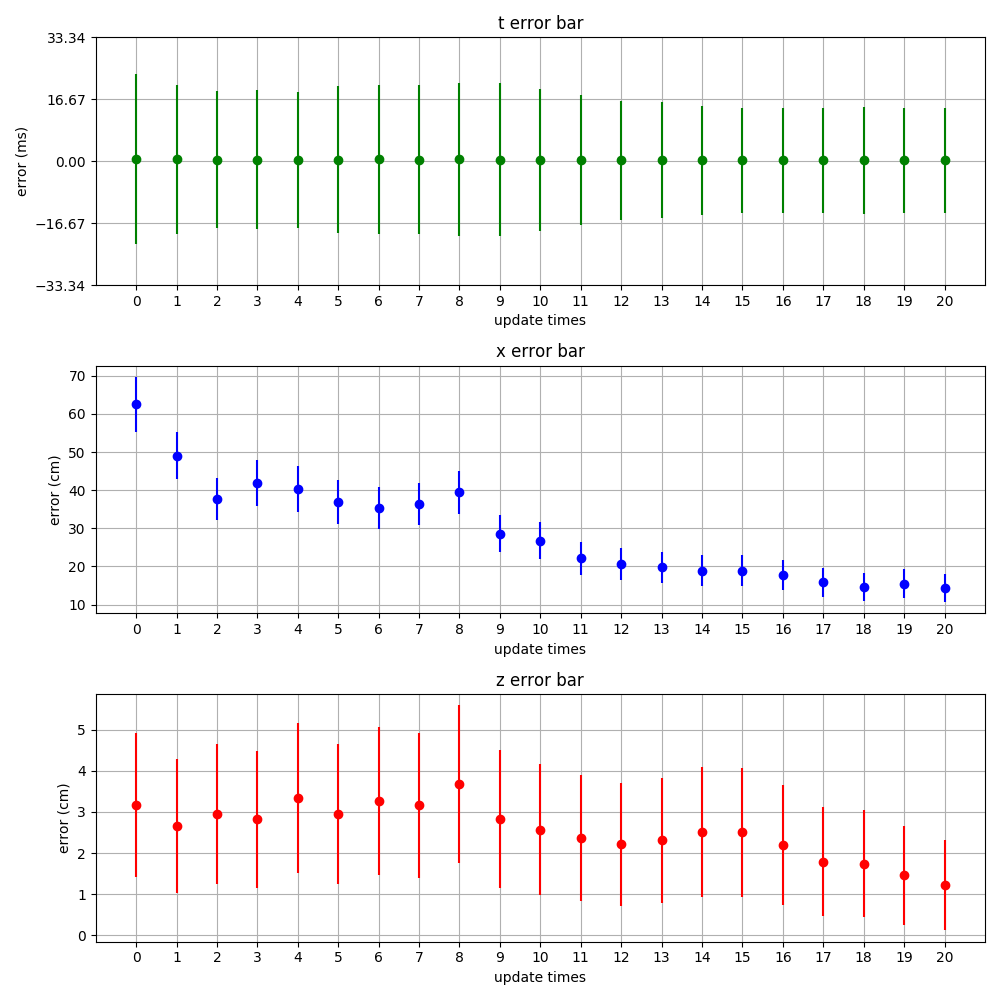 t error bar
33.34
16.67
0.00
−16.67
−33.34
error (ms)
0 1 2 3 4 5 6 7 8 9 10 11 12 13 14 15 16 17 18 19 20
update times
x error bar
70
60
50
40
30
20
10
error (cm)
0 1 2 3 4 5 6 7 8 9 10 11 12 13 14 15 16 17 18 19 20
update times
z error bar
5
4
3
2
1
0
error (cm)
0 1 2 3 4 5 6 7 8 9 10 11 12 13 14 15 16 17 18 19 20
update times